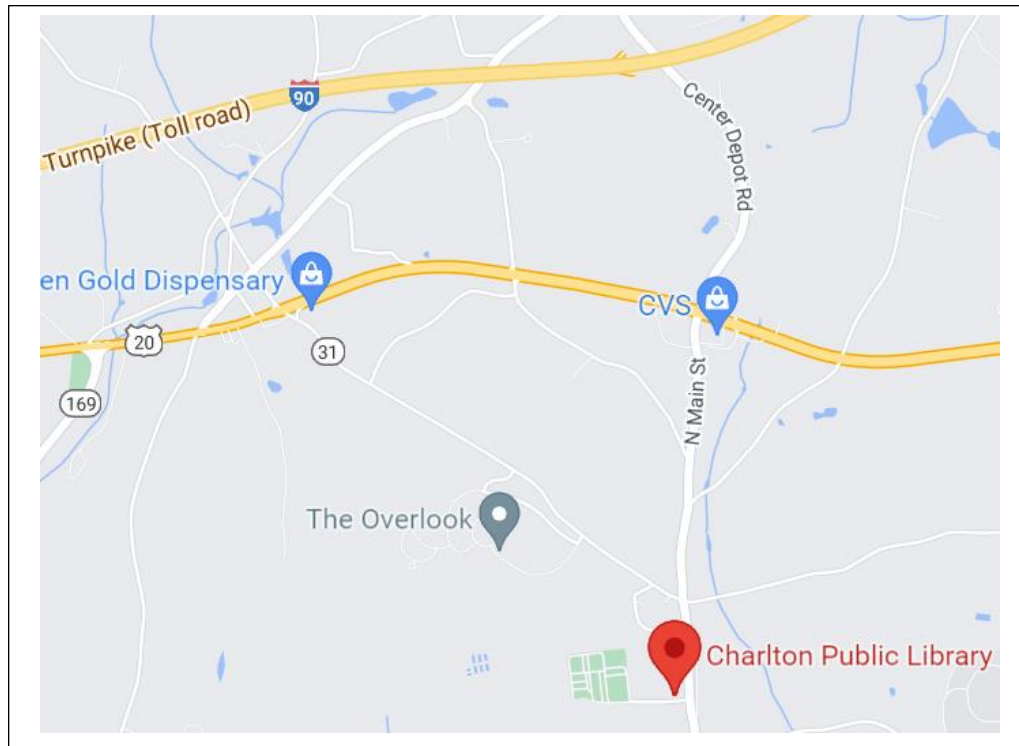 90
Turnpike (Toll road)
Center Depot Rd
en Gold Dispensary
CVS
20
31
169
N Main St
The Overlook
Charlton Public Library